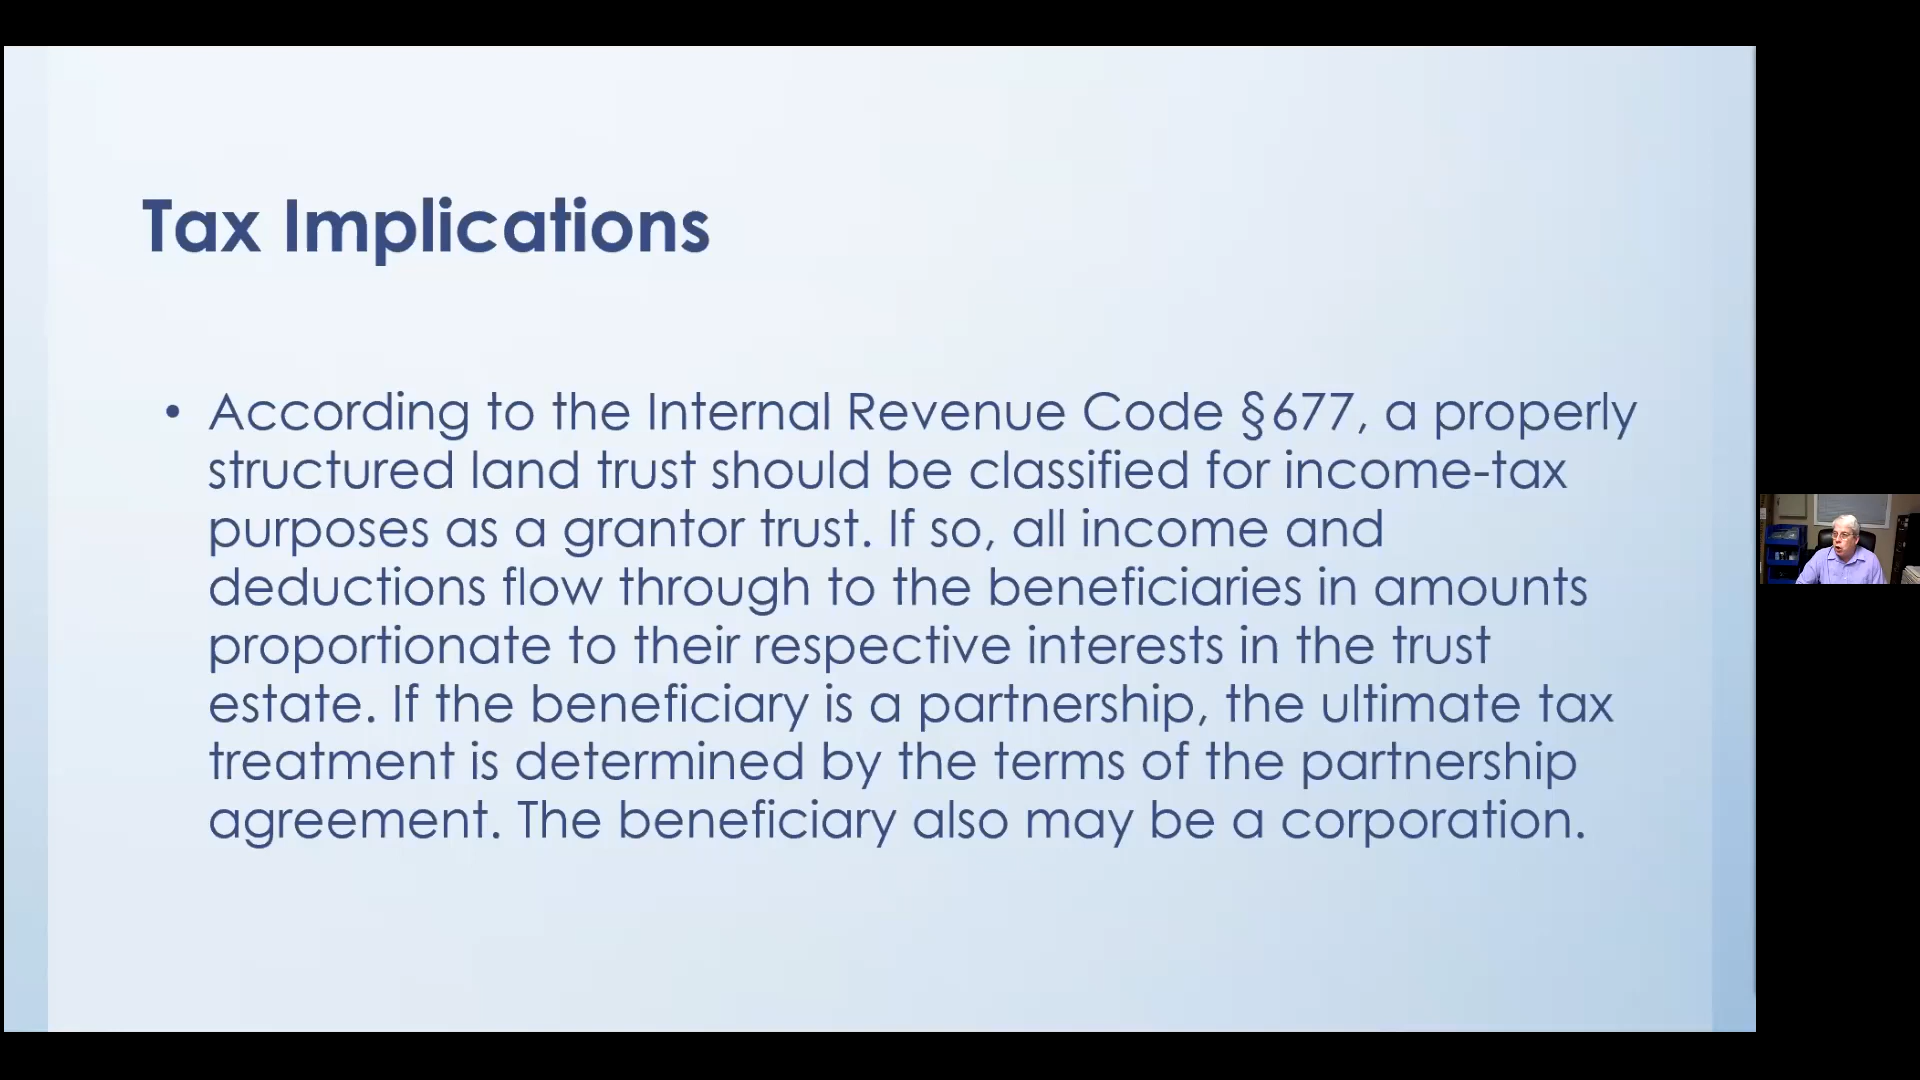 Tax Implications
• According to the Internal Revenue Code §677, a properly
structured land trust should be classified for income-tax
purposes as a grantor trust. If so, all income and
deductions flow through to the beneficiaries in amounts
proportionate to their respective interests in the trust
estate. If the beneficiary is a partnership, the ultimate tax
treatment is determined by the terms of the partnership
agreement. The beneficiary also may be a corporation.